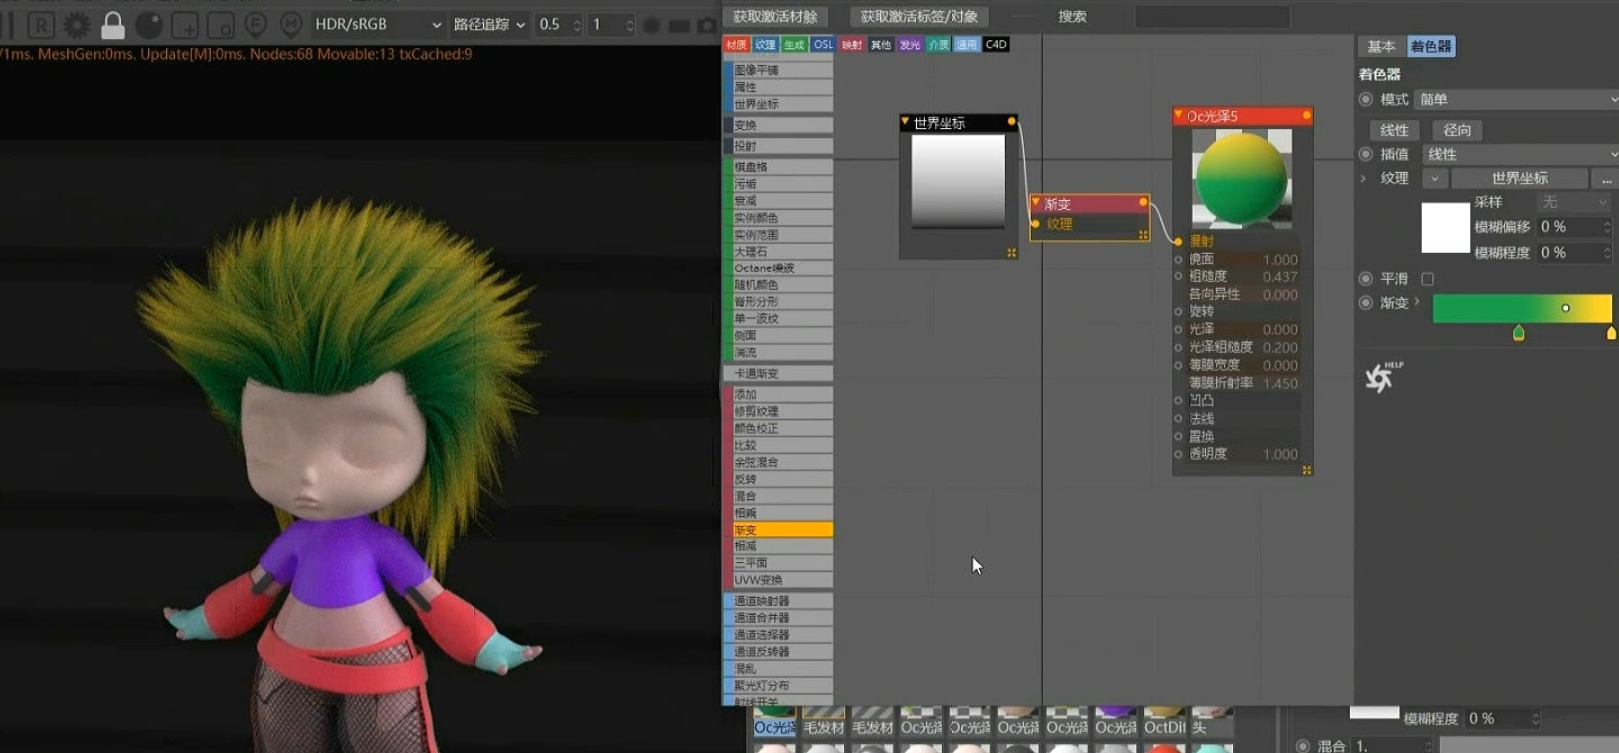 HDR/sRGB 路径追踪 0.5 1
/1ms. MeshGen:0ms. Update[M]:0ms. Nodes:68 Movable:13 txCached:9
获取激活材脎 获取激活标签/对象 搜索
材质 纹理 生成 OSL 映射 其他 发光 介质 通用 C4D
图像平铺
属性
世界坐标
变换
投射
棋盘格
污垢
衰减
实例颜色
实例范围
大理石
Octane噪波
随机颜色
脊形分形
单一波纹
侧面
湍流
卡通渐变
添加
修剪纹理
颜色校正
比较
余弦混合
反转
混合
相乘
渐变
相减
三平面
UVW变换
通道映射器
通道合并器
通道选择器
通道反转器
混乱
聚光灯分布
射线开关
世界坐标
渐变
纹理
Oc光泽5
漫射
镜面 1.000
粗糙度 0.437
各向异性 0.000
旋转
光泽 0.000
光泽粗糙度 0.200
薄膜宽度 0.000
薄膜折射率 1.450
凹凸
法线
置换
透明度 1.000
基本 着色器
着色器
模式 简单
线性 径向
插值 线性
纹理 世界坐标 ...
采样 无
模糊偏移 0 %
模糊程度 0 %
平滑
渐变
HELP
Oc光泽 毛发材 毛发材 Oc光泽 Oc光泽 Oc光泽 Oc光泽 Oc光泽 OctDif 头
模糊程度 0 %
混合 1.